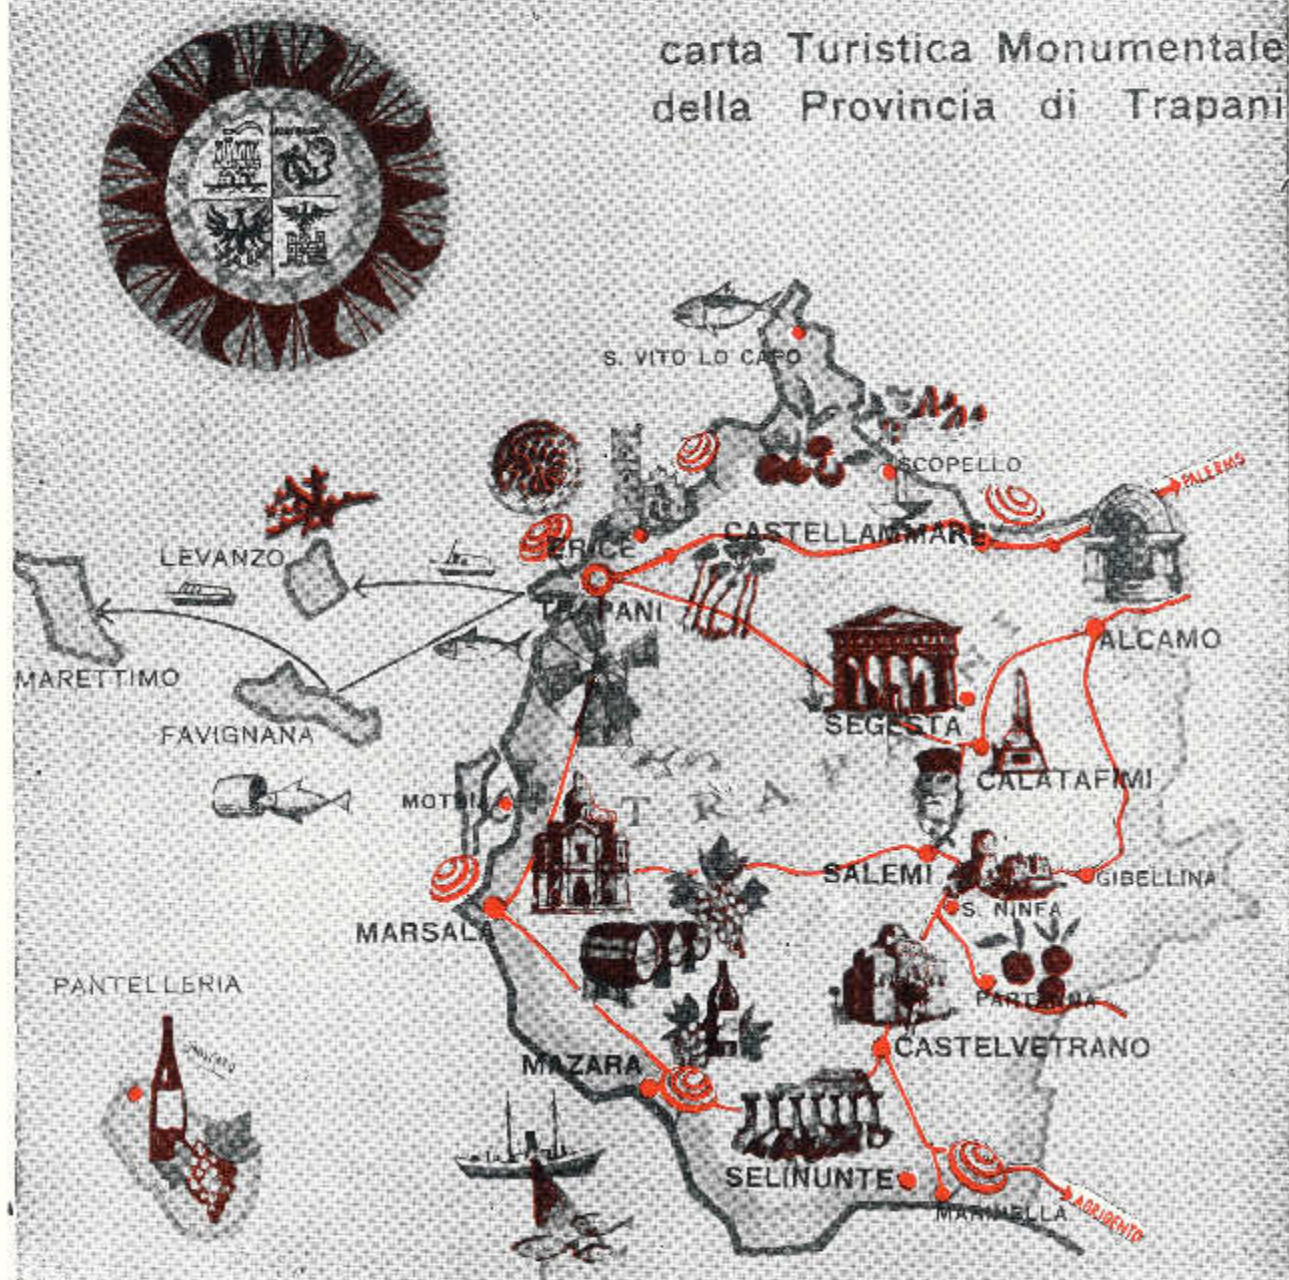 carta Turistica Monumentale
della Provincia di Trapani
S. VITO LO CAPO
SCOPELLO
PALERMO
CASTELLAMMARE
ERICE
LEVANZO
TRAPANI
ALCAMO
MARETTIMO
SEGESTA
FAVIGNANA
CALATAFIMI
MOTHIA
TRAPANI
SALEMI
GIBELLINA
S. NINFA
MARSALA
PANTELLERIA
PARTANNA
CASTELVETRANO
MAZARA
SELINUNTE
MARINELLA
AGRIGENTO